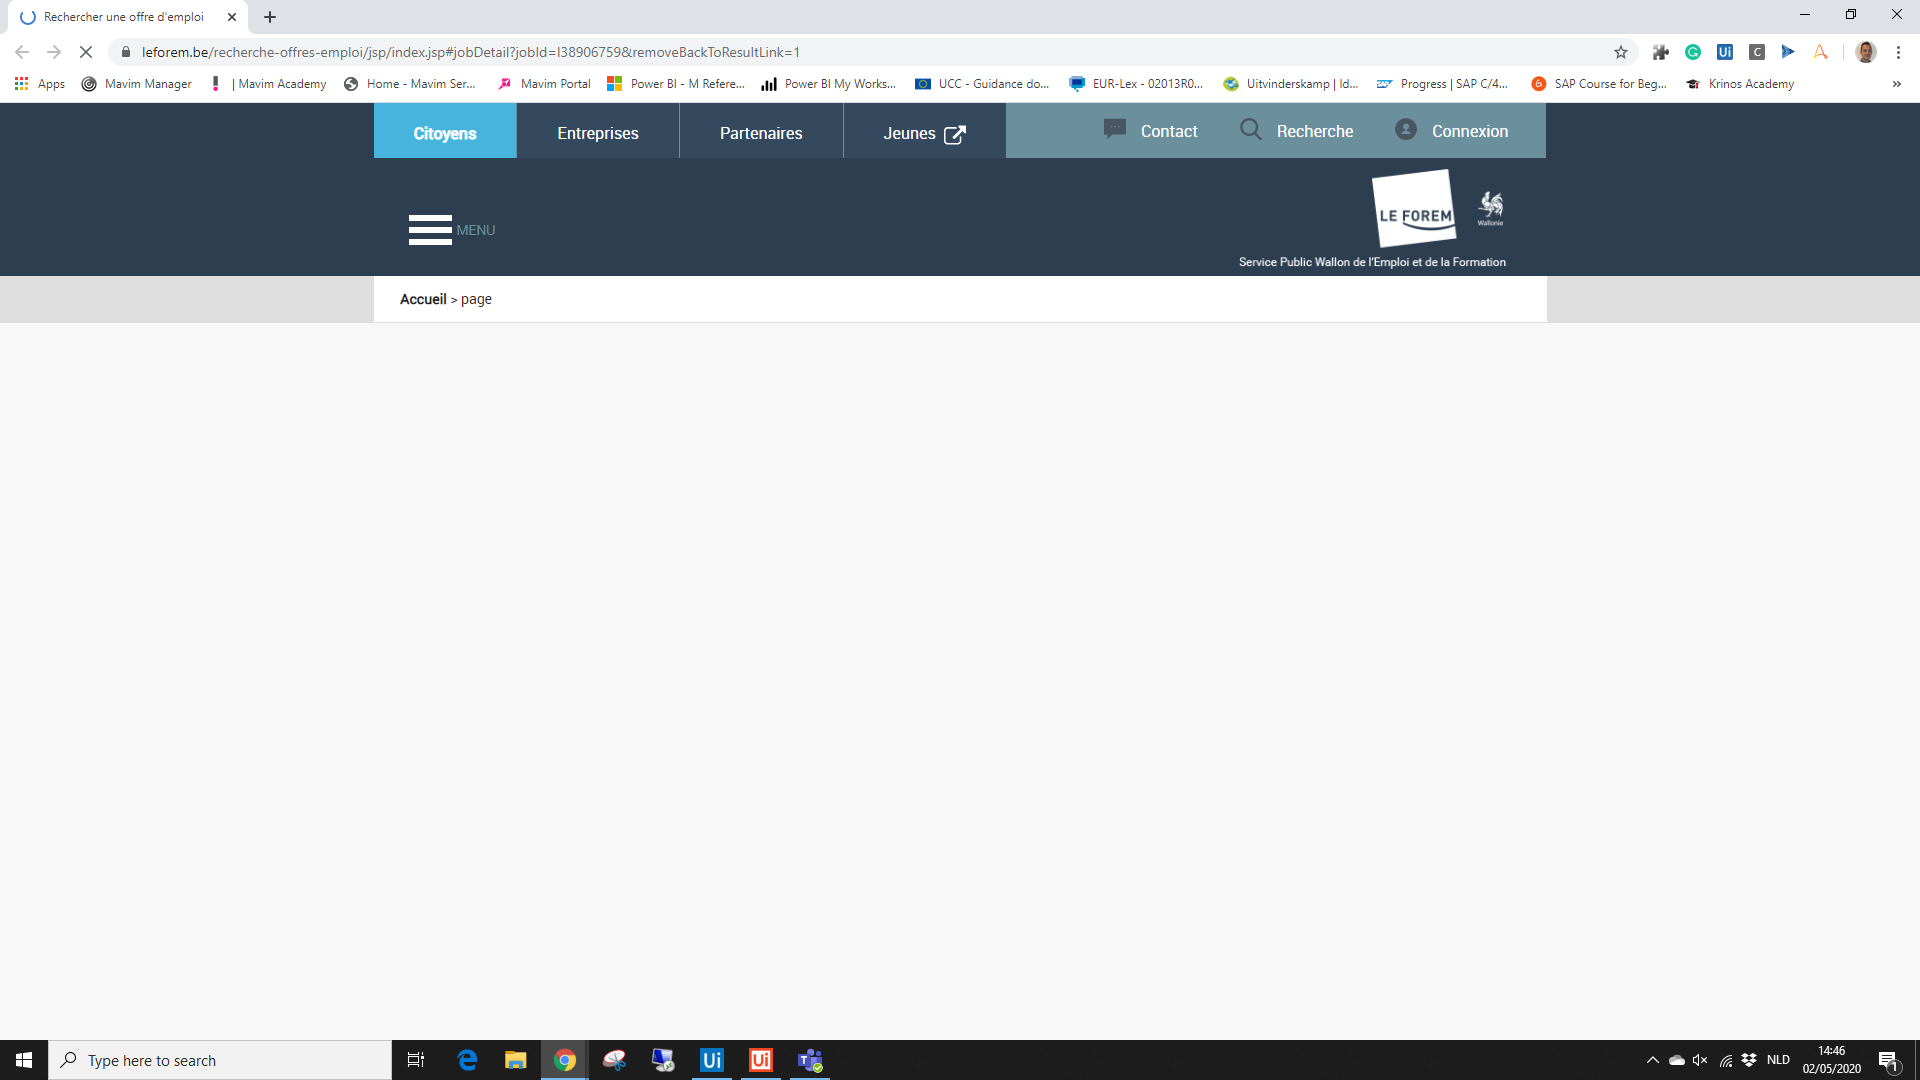 Rechercher une offre d'emploi
leforem.be/recherche-offres-emploi/jsp/index.jsp#jobDetail?jobId=I38906759&removeBackToResultLink=1
Apps Mavim Manager | Mavim Academy Home - Mavim Ser... Mavim Portal Power BI - M Refere... Power BI My Works... UCC - Guidance do... EUR-Lex - 02013R0... Uitvinderskamp | Id... Progress | SAP C/4... SAP Course for Beg... Krinos Academy »
Citoyens Entreprises Partenaires Jeunes Contact Recherche Connexion
LE FOREM
Wallonie
MENU
Service Public Wallon de l'Emploi et de la Formation
Accueil > page
Type here to search
NLD
14:46
02/05/2020
1